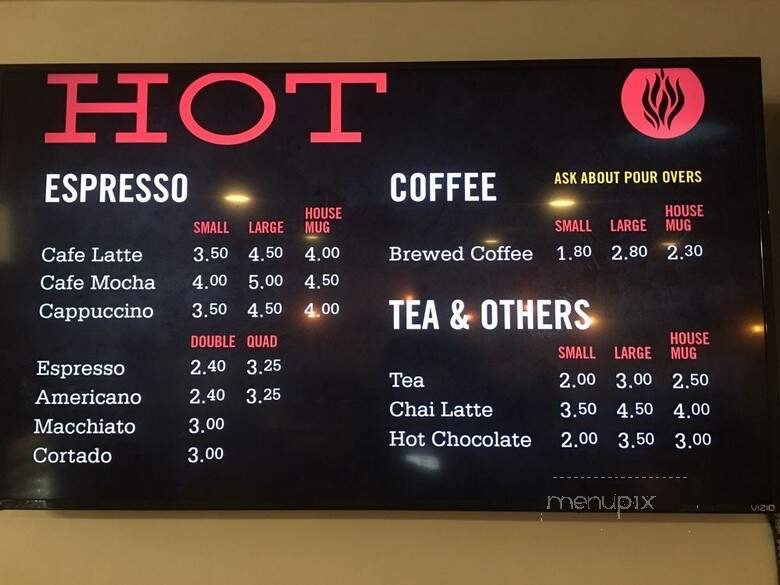 HOT
ESPRESSO
SMALL LARGE HOUSE MUG
Cafe Latte 3.50 4.50 4.00
Cafe Mocha 4.00 5.00 4.50
Cappuccino 3.50 4.50 4.00
DOUBLE QUAD
Espresso 2.40 3.25
Americano 2.40 3.25
Macchiato 3.00
Cortado 3.00
COFFEE ASK ABOUT POUR OVERS
SMALL LARGE HOUSE MUG
Brewed Coffee 1.80 2.80 2.30
TEA & OTHERS
SMALL LARGE HOUSE MUG
Tea 2.00 3.00 2.50
Chai Latte 3.50 4.50 4.00
Hot Chocolate 2.00 3.50 3.00
menupix
VIZIO